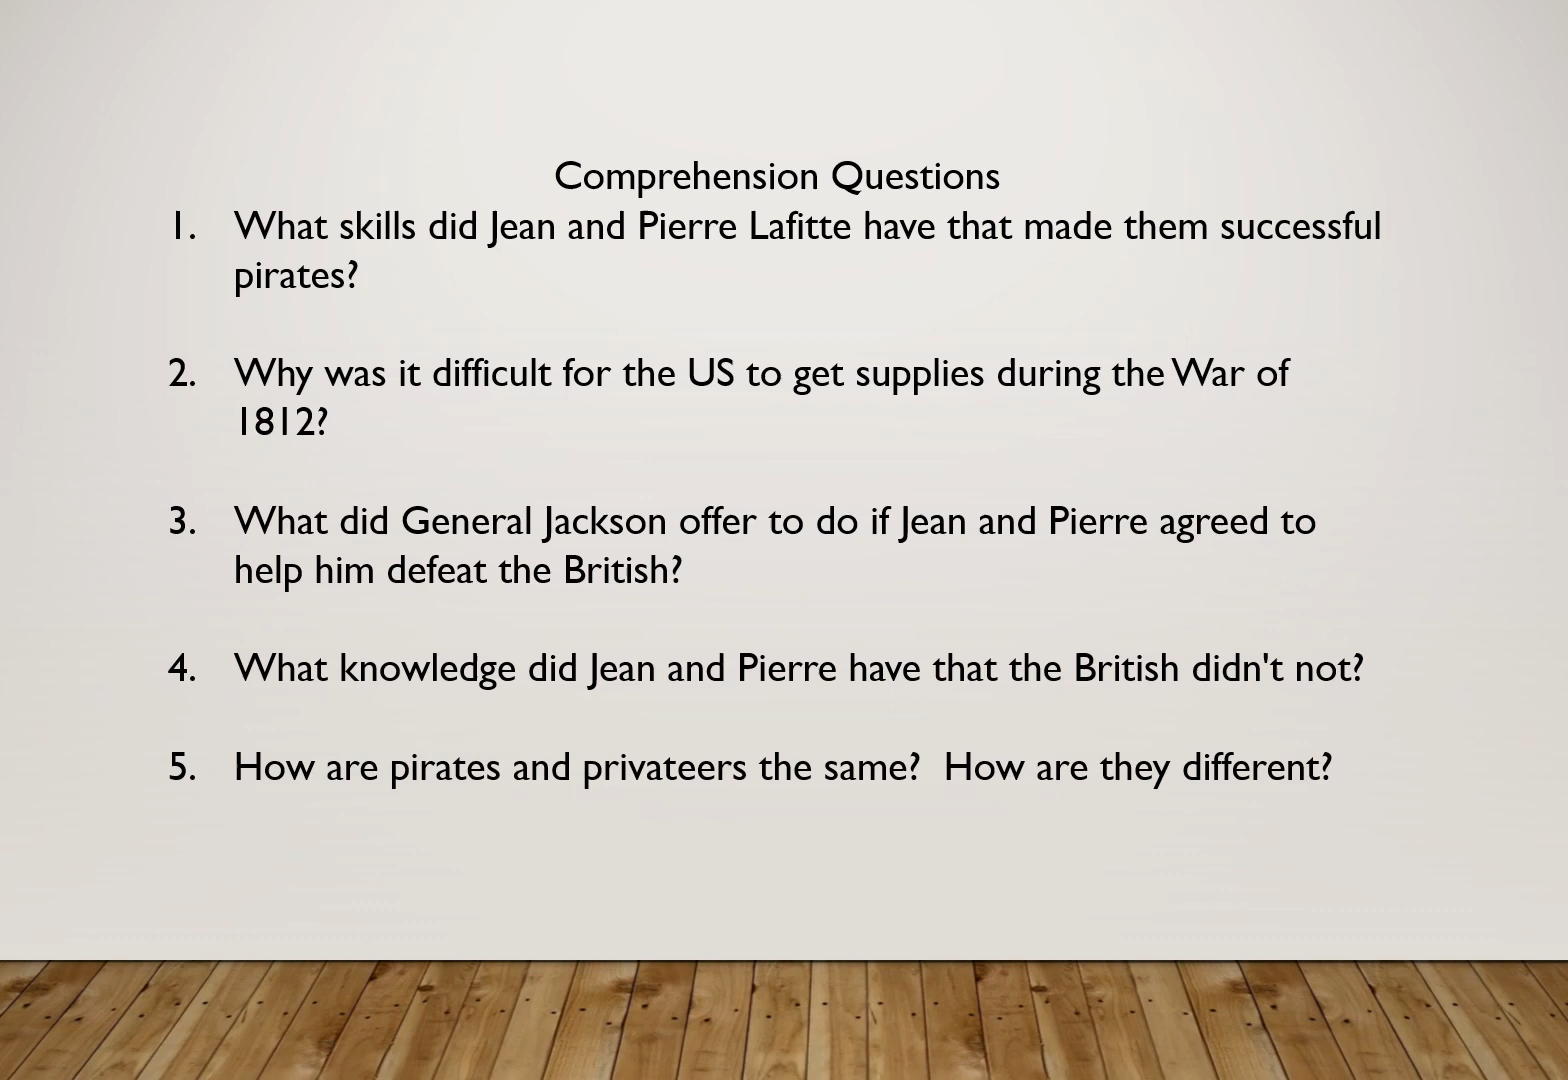 Comprehension Questions
1. What skills did Jean and Pierre Lafitte have that made them successful
pirates?
2. Why was it difficult for the US to get supplies during the War of
1812?
3. What did General Jackson offer to do if Jean and Pierre agreed to
help him defeat the British?
4. What knowledge did Jean and Pierre have that the British didn't not?
5. How are pirates and privateers the same?  How are they different?